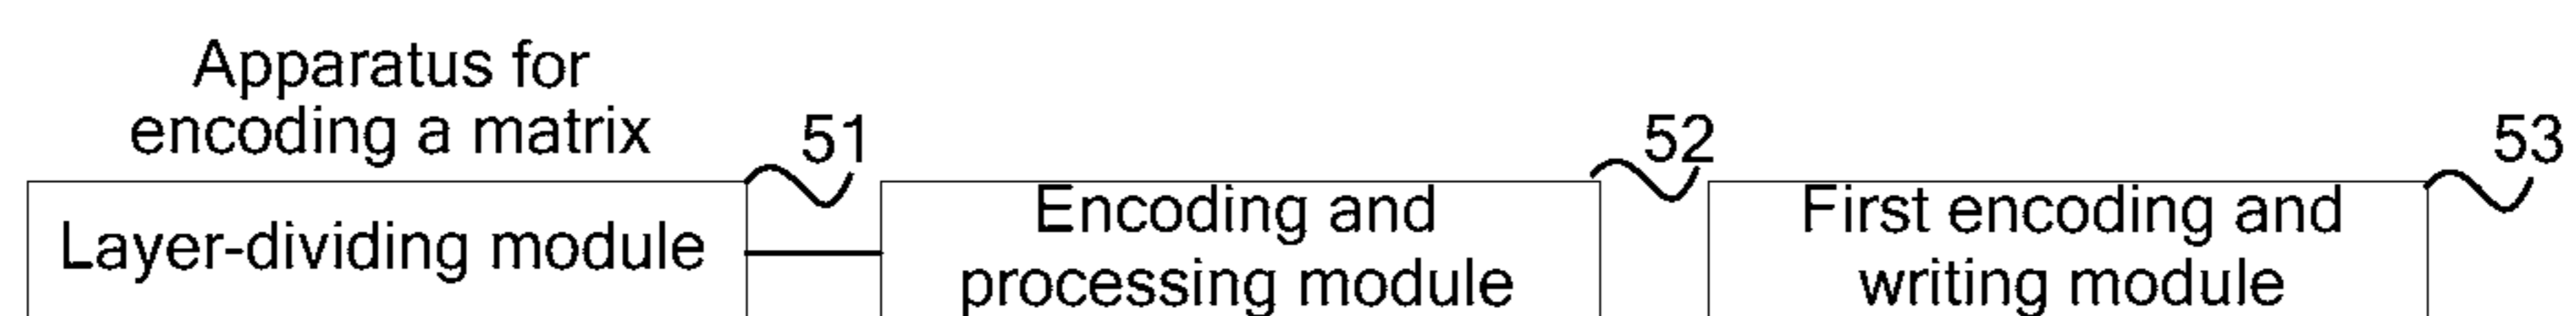 Apparatus for
encoding a matrix
51
52
53
Layer-dividing module
Encoding and
processing module
First encoding and
writing module